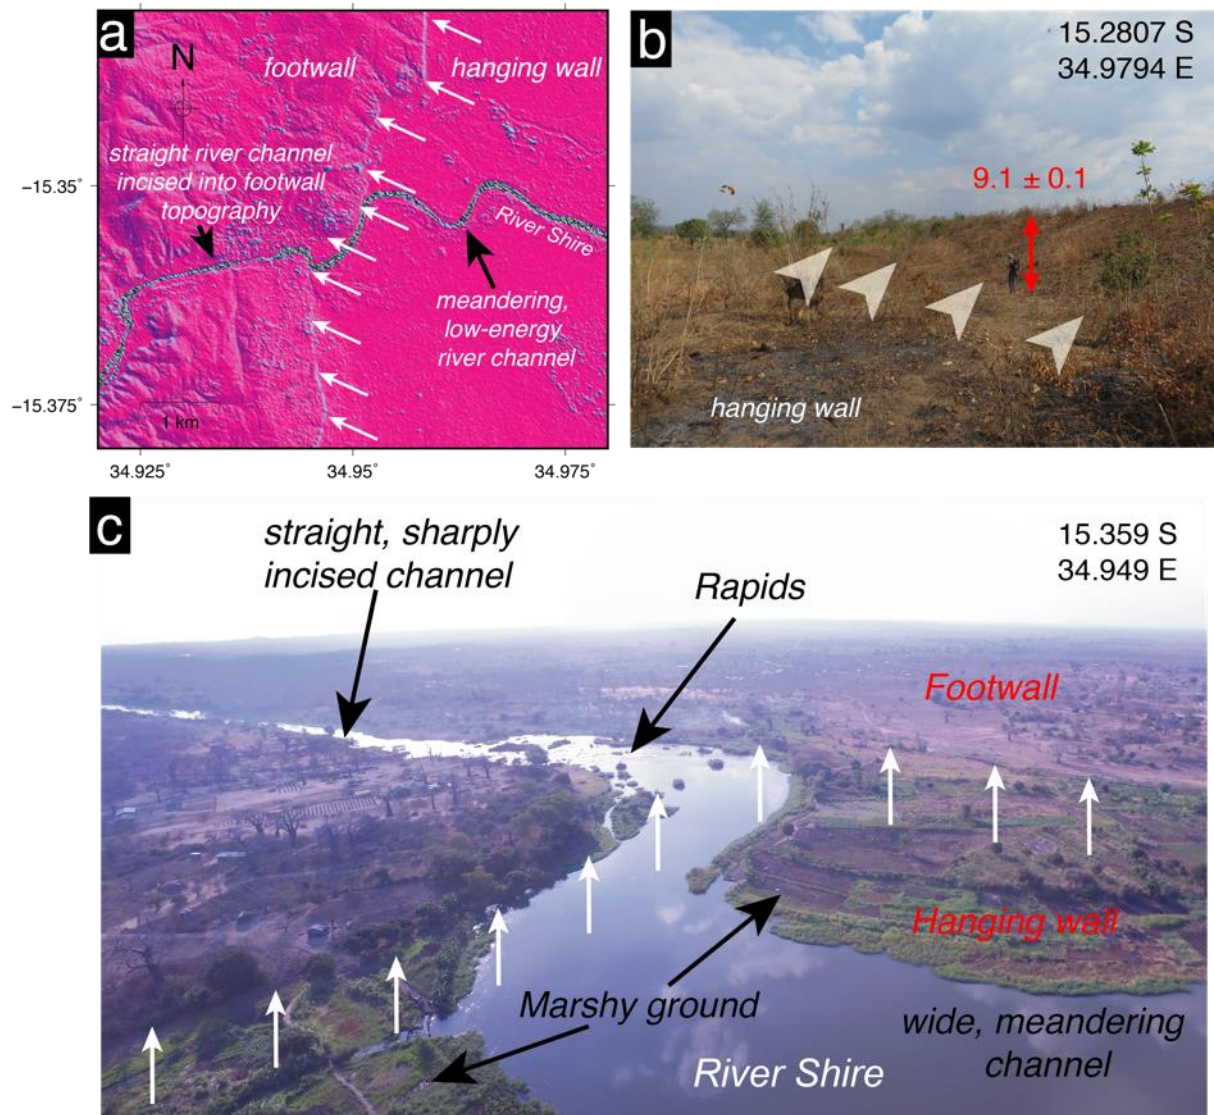 a
N
footwall
hanging wall
straight river channel
incised into footwall
topography
−15.35
River Shire
meandering,
low-energy
river channel
−15.375°
1 km
34.925°
34.95°
34.975°
b
15.2807 S
34.9794 E
9.1 ± 0.1
hanging wall
c
straight, sharply
incised channel
15.359 S
34.949 E
Rapids
Footwall
Hanging wall
Marshy ground
wide, meandering
channel
River Shire